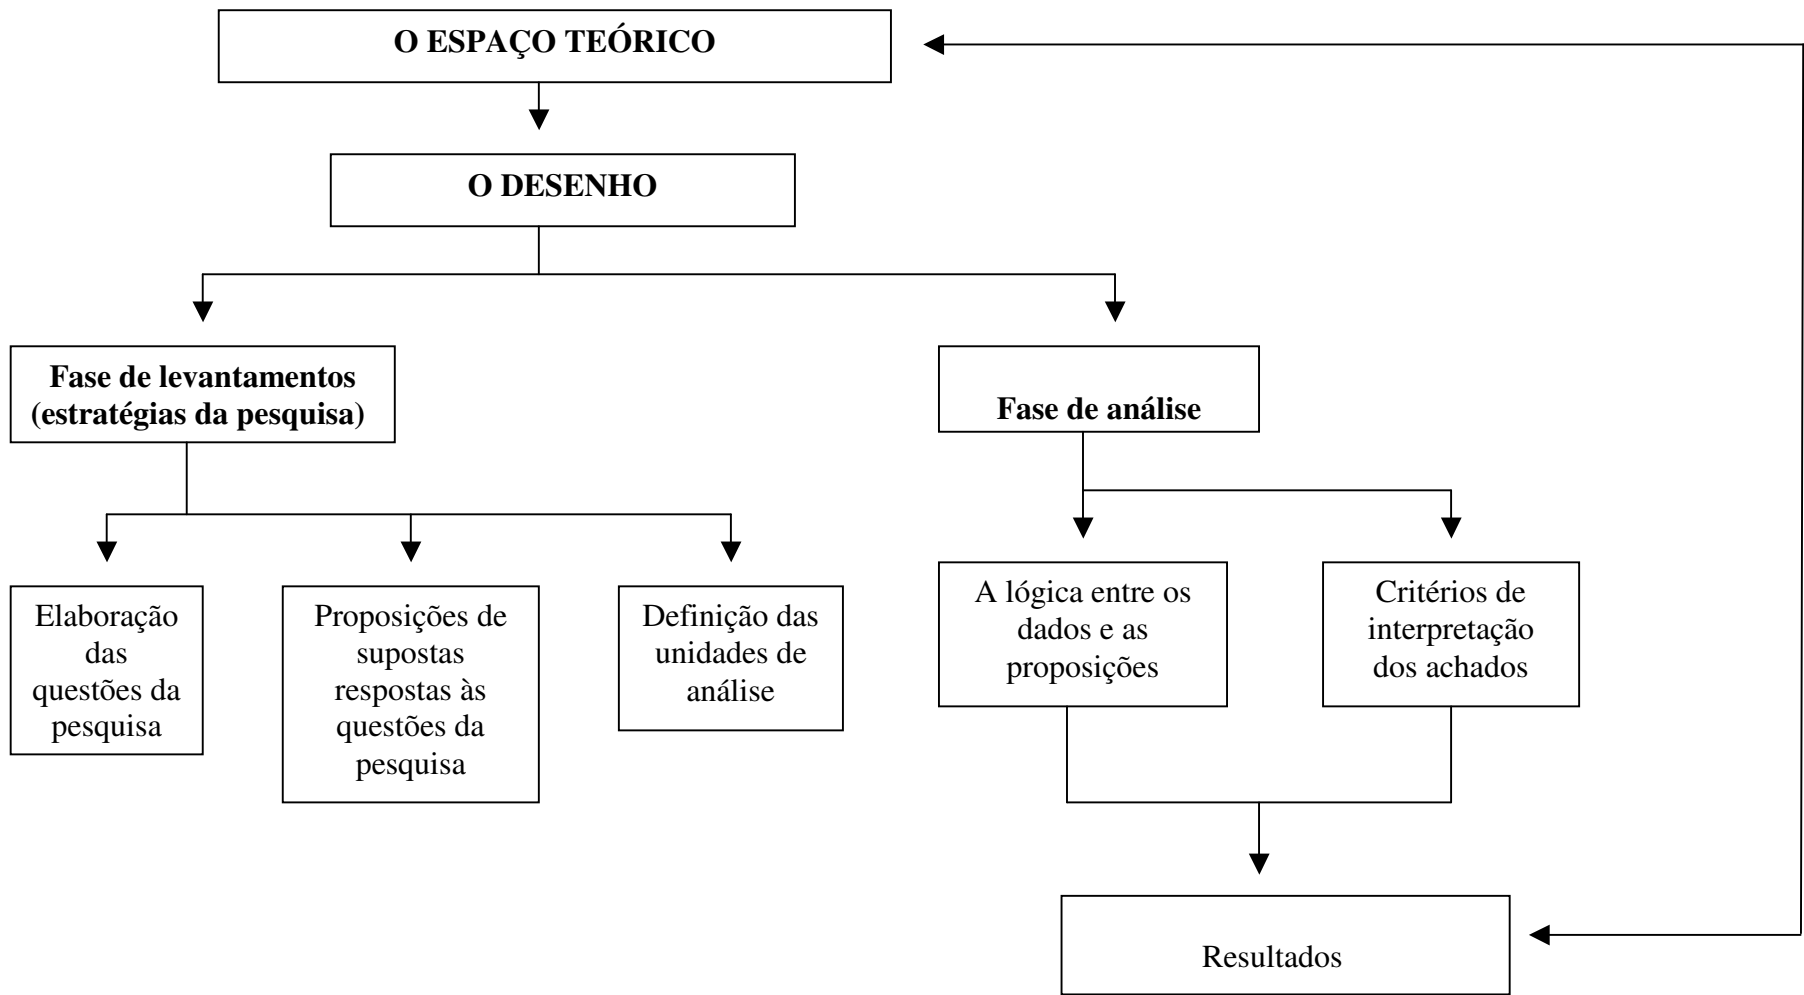 O ESPAÇO TEÓRICO
O DESENHO
Fase de levantamentos
(estratégias da pesquisa)
Fase de análise
Elaboração
das
questões da
pesquisa
Proposições de
supostas
respostas às
questões da
pesquisa
Definição das
unidades de
análise
A lógica entre os
dados e as
proposições
Critérios de
interpretação
dos achados
Resultados